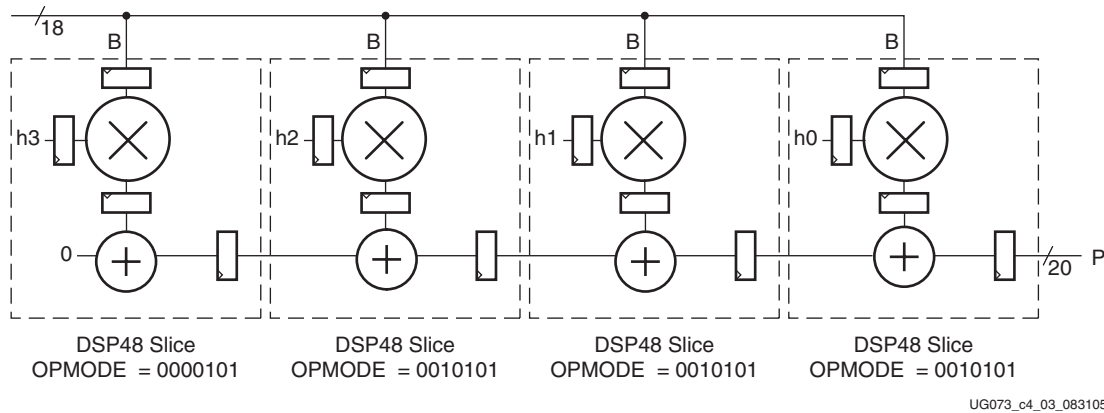 18
B
B
B
B
h3
h2
h1
h0
0
20
P
DSP48 Slice
OPMODE = 0000101
DSP48 Slice
OPMODE = 0010101
DSP48 Slice
OPMODE = 0010101
DSP48 Slice
OPMODE = 0010101
UG073_c4_03_083105